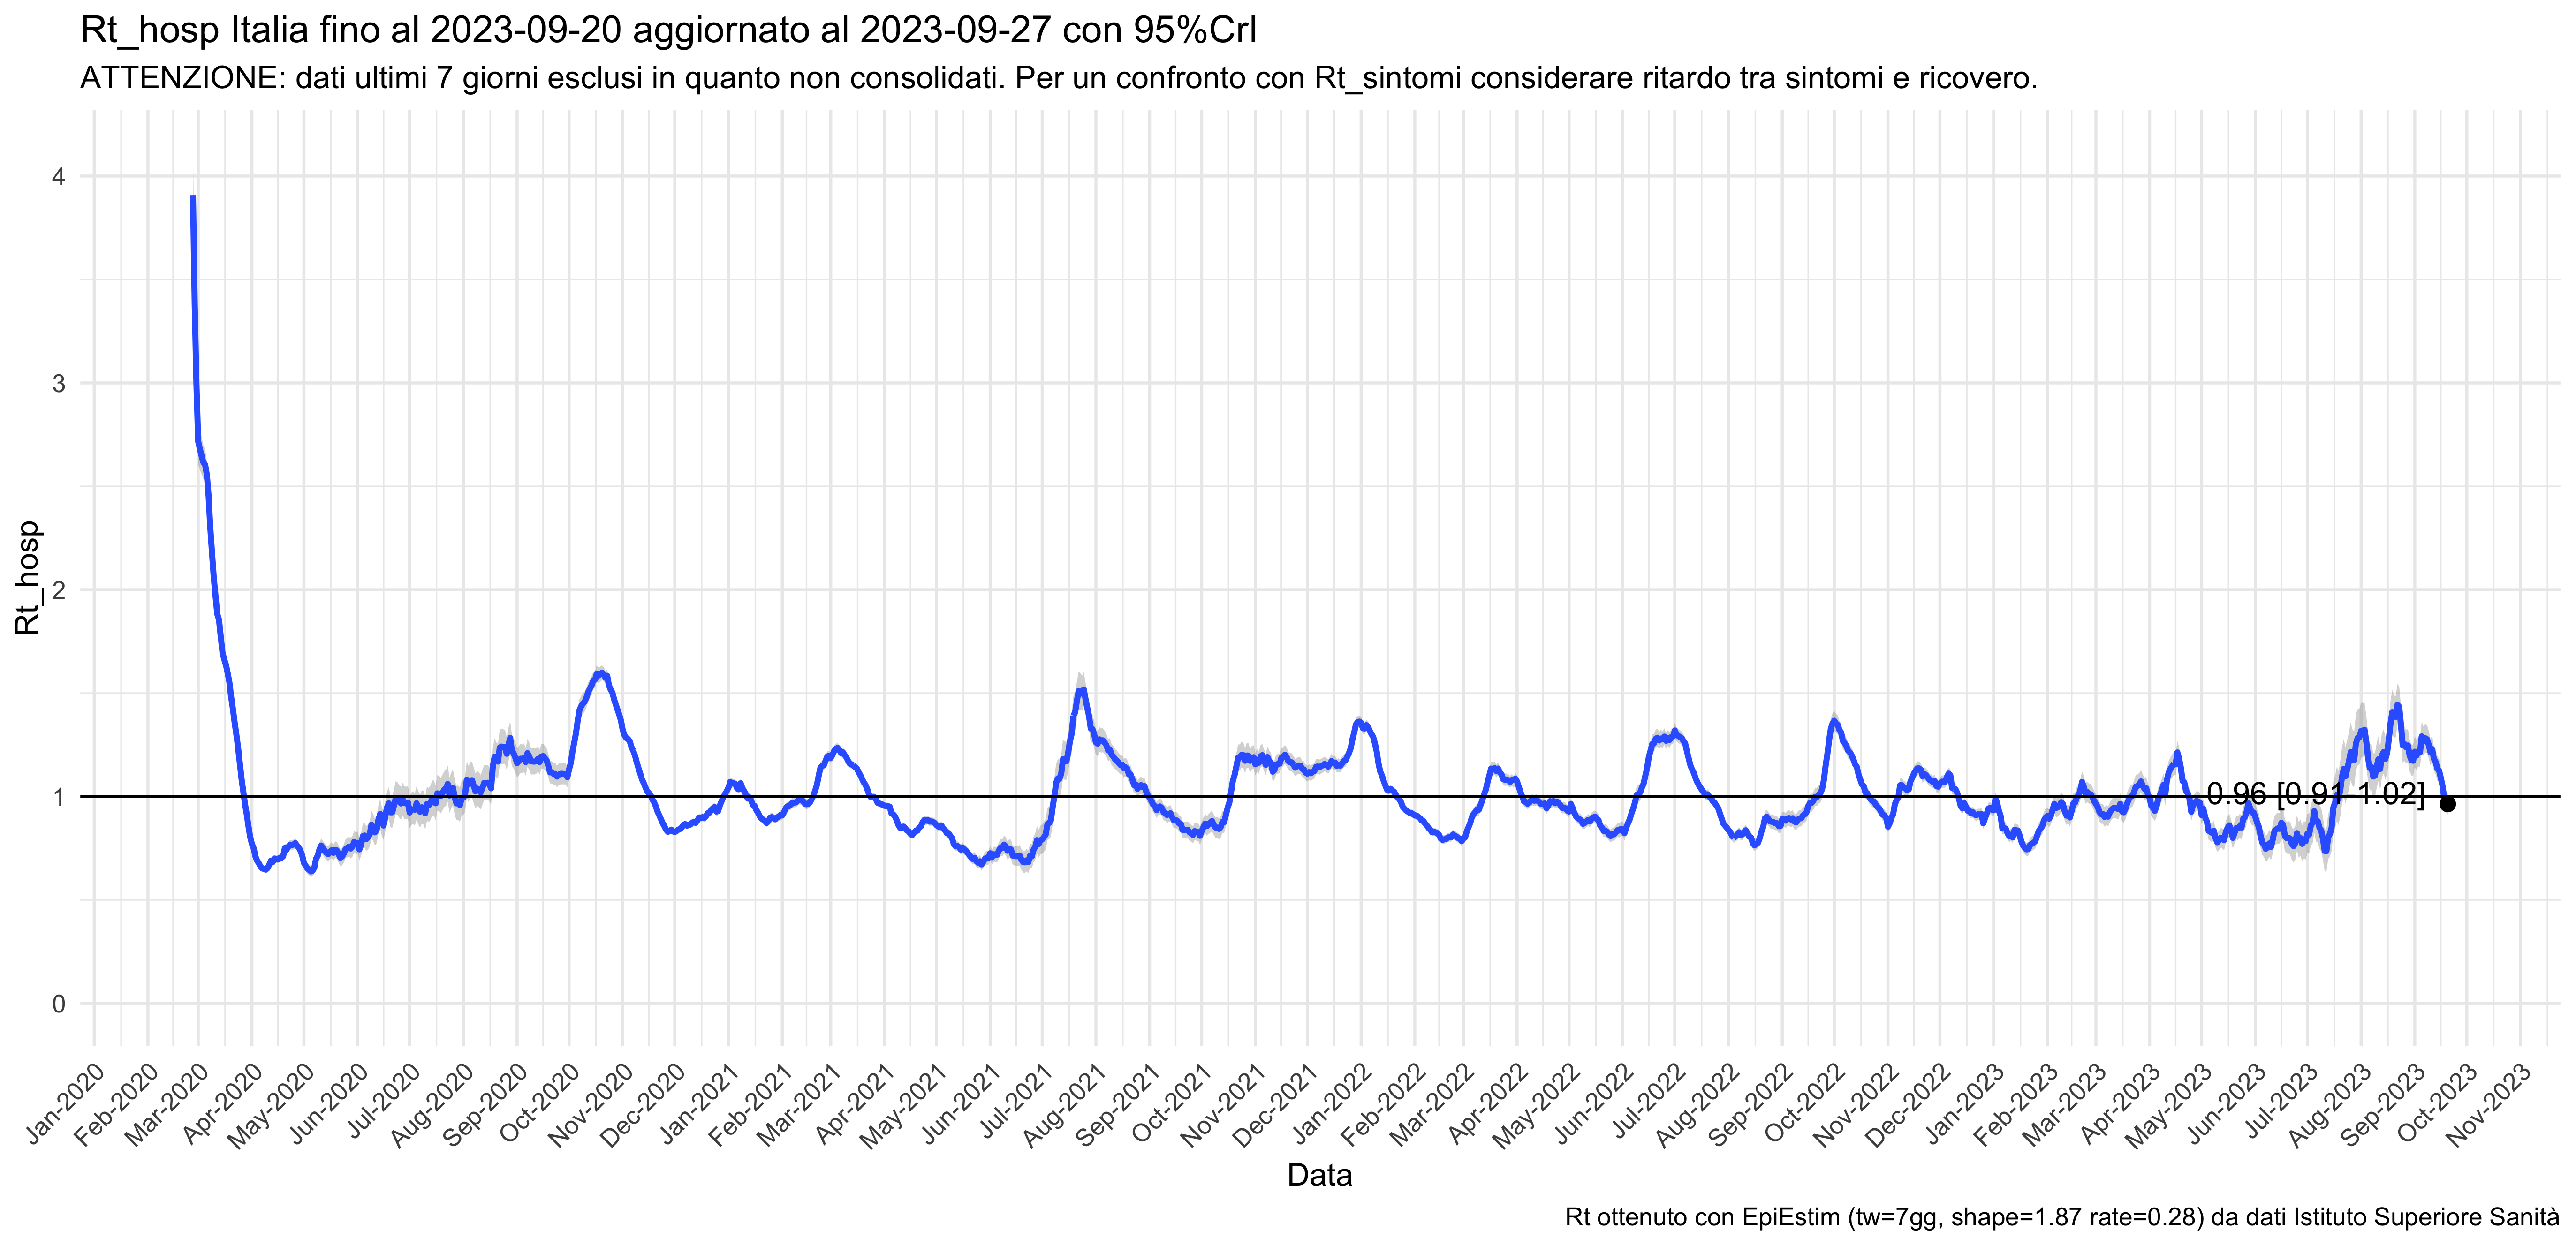 Rt_hosp Italia fino al 2023-09-20 aggiornato al 2023-09-27 con 95%CrI
ATTENZIONE: dati ultimi 7 giorni esclusi in quanto non consolidati. Per un confronto con Rt_sintomi considerare ritardo tra sintomi e ricovero.
4
3
2
1
0
Rt_hosp
0.96 [0.91 1.02]
Jan-2020
Feb-2020
Mar-2020
Apr-2020
May-2020
Jun-2020
Jul-2020
Aug-2020
Sep-2020
Oct-2020
Nov-2020
Dec-2020
Jan-2021
Feb-2021
Mar-2021
Apr-2021
May-2021
Jun-2021
Jul-2021
Aug-2021
Sep-2021
Oct-2021
Nov-2021
Dec-2021
Jan-2022
Feb-2022
Mar-2022
Apr-2022
May-2022
Jun-2022
Jul-2022
Aug-2022
Sep-2022
Oct-2022
Nov-2022
Dec-2022
Jan-2023
Feb-2023
Mar-2023
Apr-2023
May-2023
Jun-2023
Jul-2023
Aug-2023
Sep-2023
Oct-2023
Nov-2023
Data
Rt ottenuto con EpiEstim (tw=7gg, shape=1.87 rate=0.28) da dati Istituto Superiore Sanità